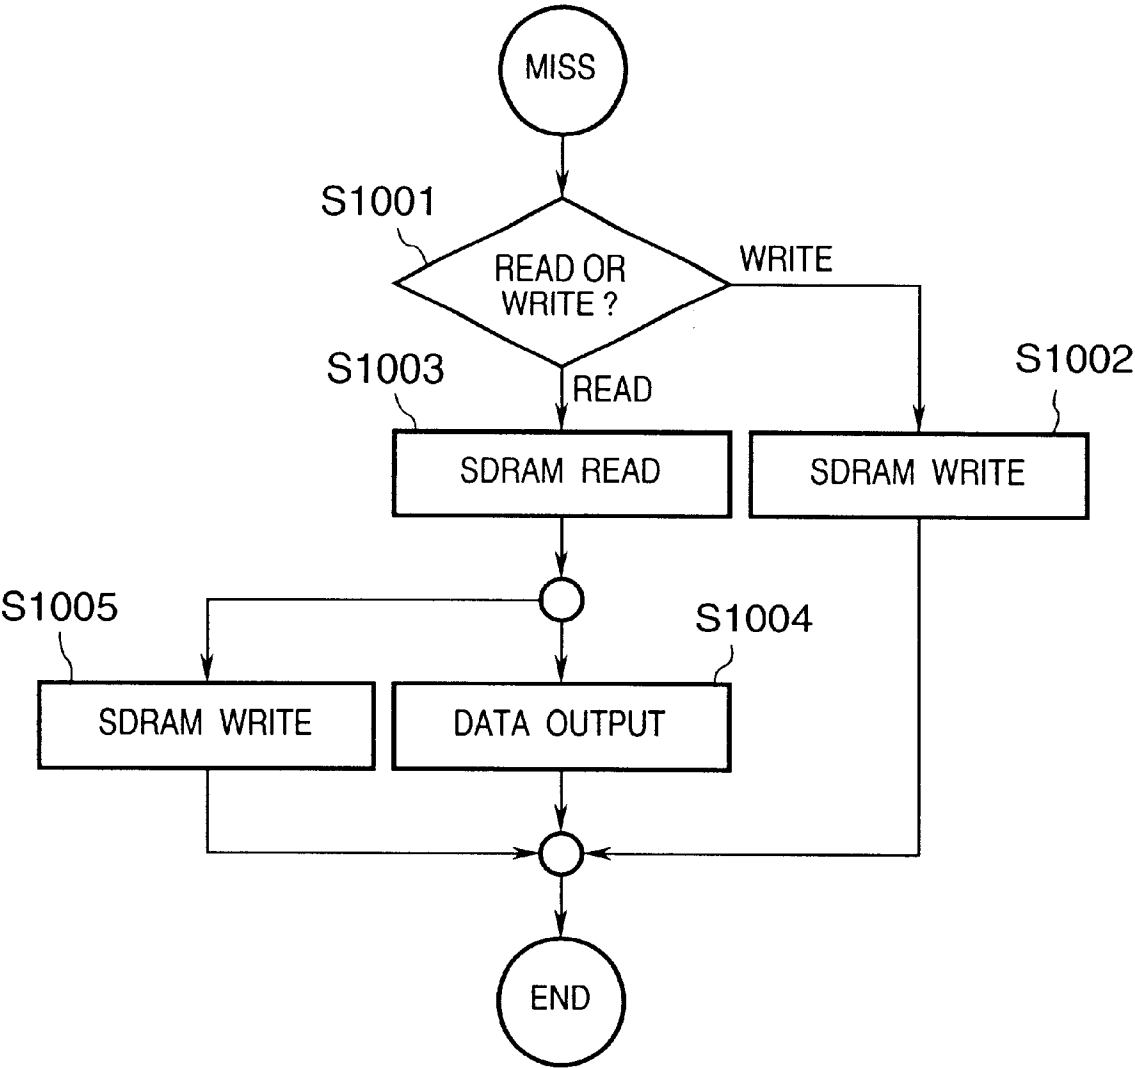 MISS
S1001
READ OR
WRITE ?
WRITE
S1003
READ
S1002
SDRAM READ
SDRAM WRITE
S1005
S1004
SDRAM WRITE
DATA OUTPUT
END